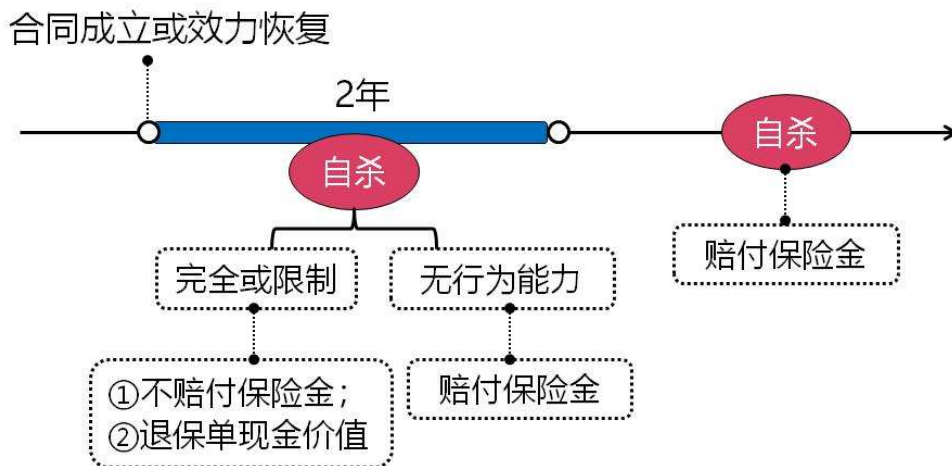 合同成立或效力恢复
2年
自杀
自杀
完全或限制
无行为能力
赔付保险金
①不赔付保险金；
②退保单现金价值
赔付保险金